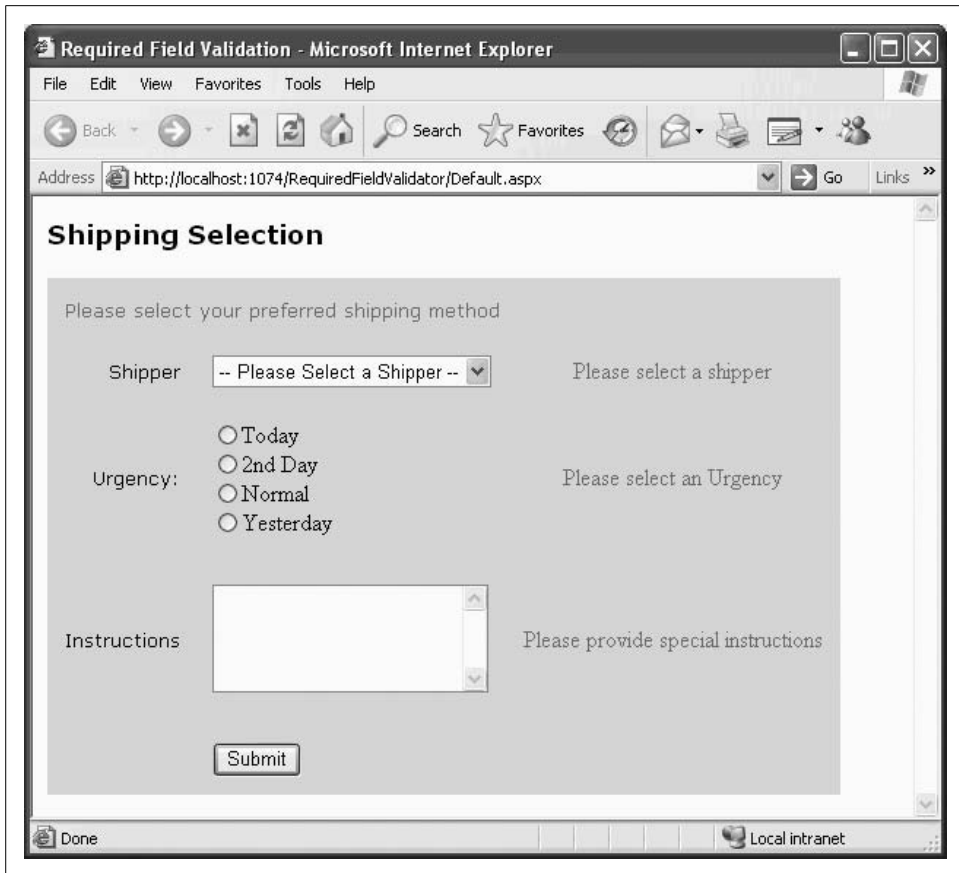 Required Field Validation - Microsoft Internet Explorer
File Edit View Favorites Tools Help
Back Search Favorites
Address http://localhost:1074/RequiredFieldValidator/Default.aspx Go Links »
Shipping Selection
Please select your preferred shipping method
Shipper -- Please Select a Shipper -- Please select a shipper
Today
2nd Day
Urgency: Please select an Urgency
Normal
Yesterday
Instructions Please provide special instructions
Submit
Done Local intranet